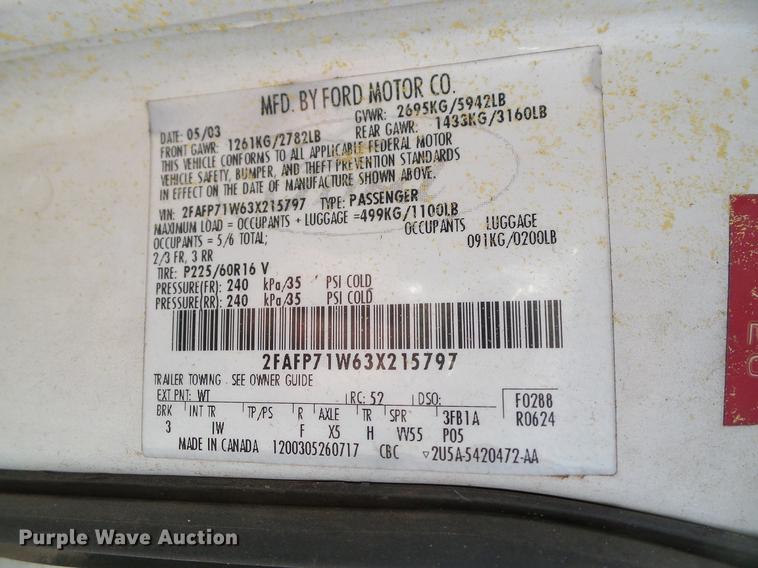 MFD. BY FORD MOTOR CO.
DATE: 05/03 GVWR: 2695KG/5942LB
FRONT GAWR: 1261KG/2782LB REAR GAWR: 1433KG/3160LB
THIS VEHICLE CONFORMS TO ALL APPLICABLE FEDERAL MOTOR
VEHICLE SAFETY, BUMPER, AND THEFT PREVENTION STANDARDS
IN EFFECT ON THE DATE OF MANUFACTURE SHOWN ABOVE.
VIN: 2FAFP71W63X215797 TYPE: PASSENGER
MAXIMUM LOAD = OCCUPANTS + LUGGAGE =499KG/1100LB
OCCUPANTS = 5/6 TOTAL; OCCUPANTS LUGGAGE
2/3 FR, 3 RR 091KG/0200LB
TIRE: P225/60R16 V
PRESSURE(FR): 240 kPa/35 PSI COLD
PRESSURE(RR): 240 kPa/35 PSI COLD
2FAFP71W63X215797
TRAILER TOWING - SEE OWNER GUIDE
EXT PNT: WT RC: 52 DSO: F0288
BRK INT TR TP/PS R AXLE TR SPR 3FB1A R0624
3 IW F X5 H VV55 P05
MADE IN CANADA 1200305260717 CBC ▽2U5A-5420472-AA
Purple Wave Auction